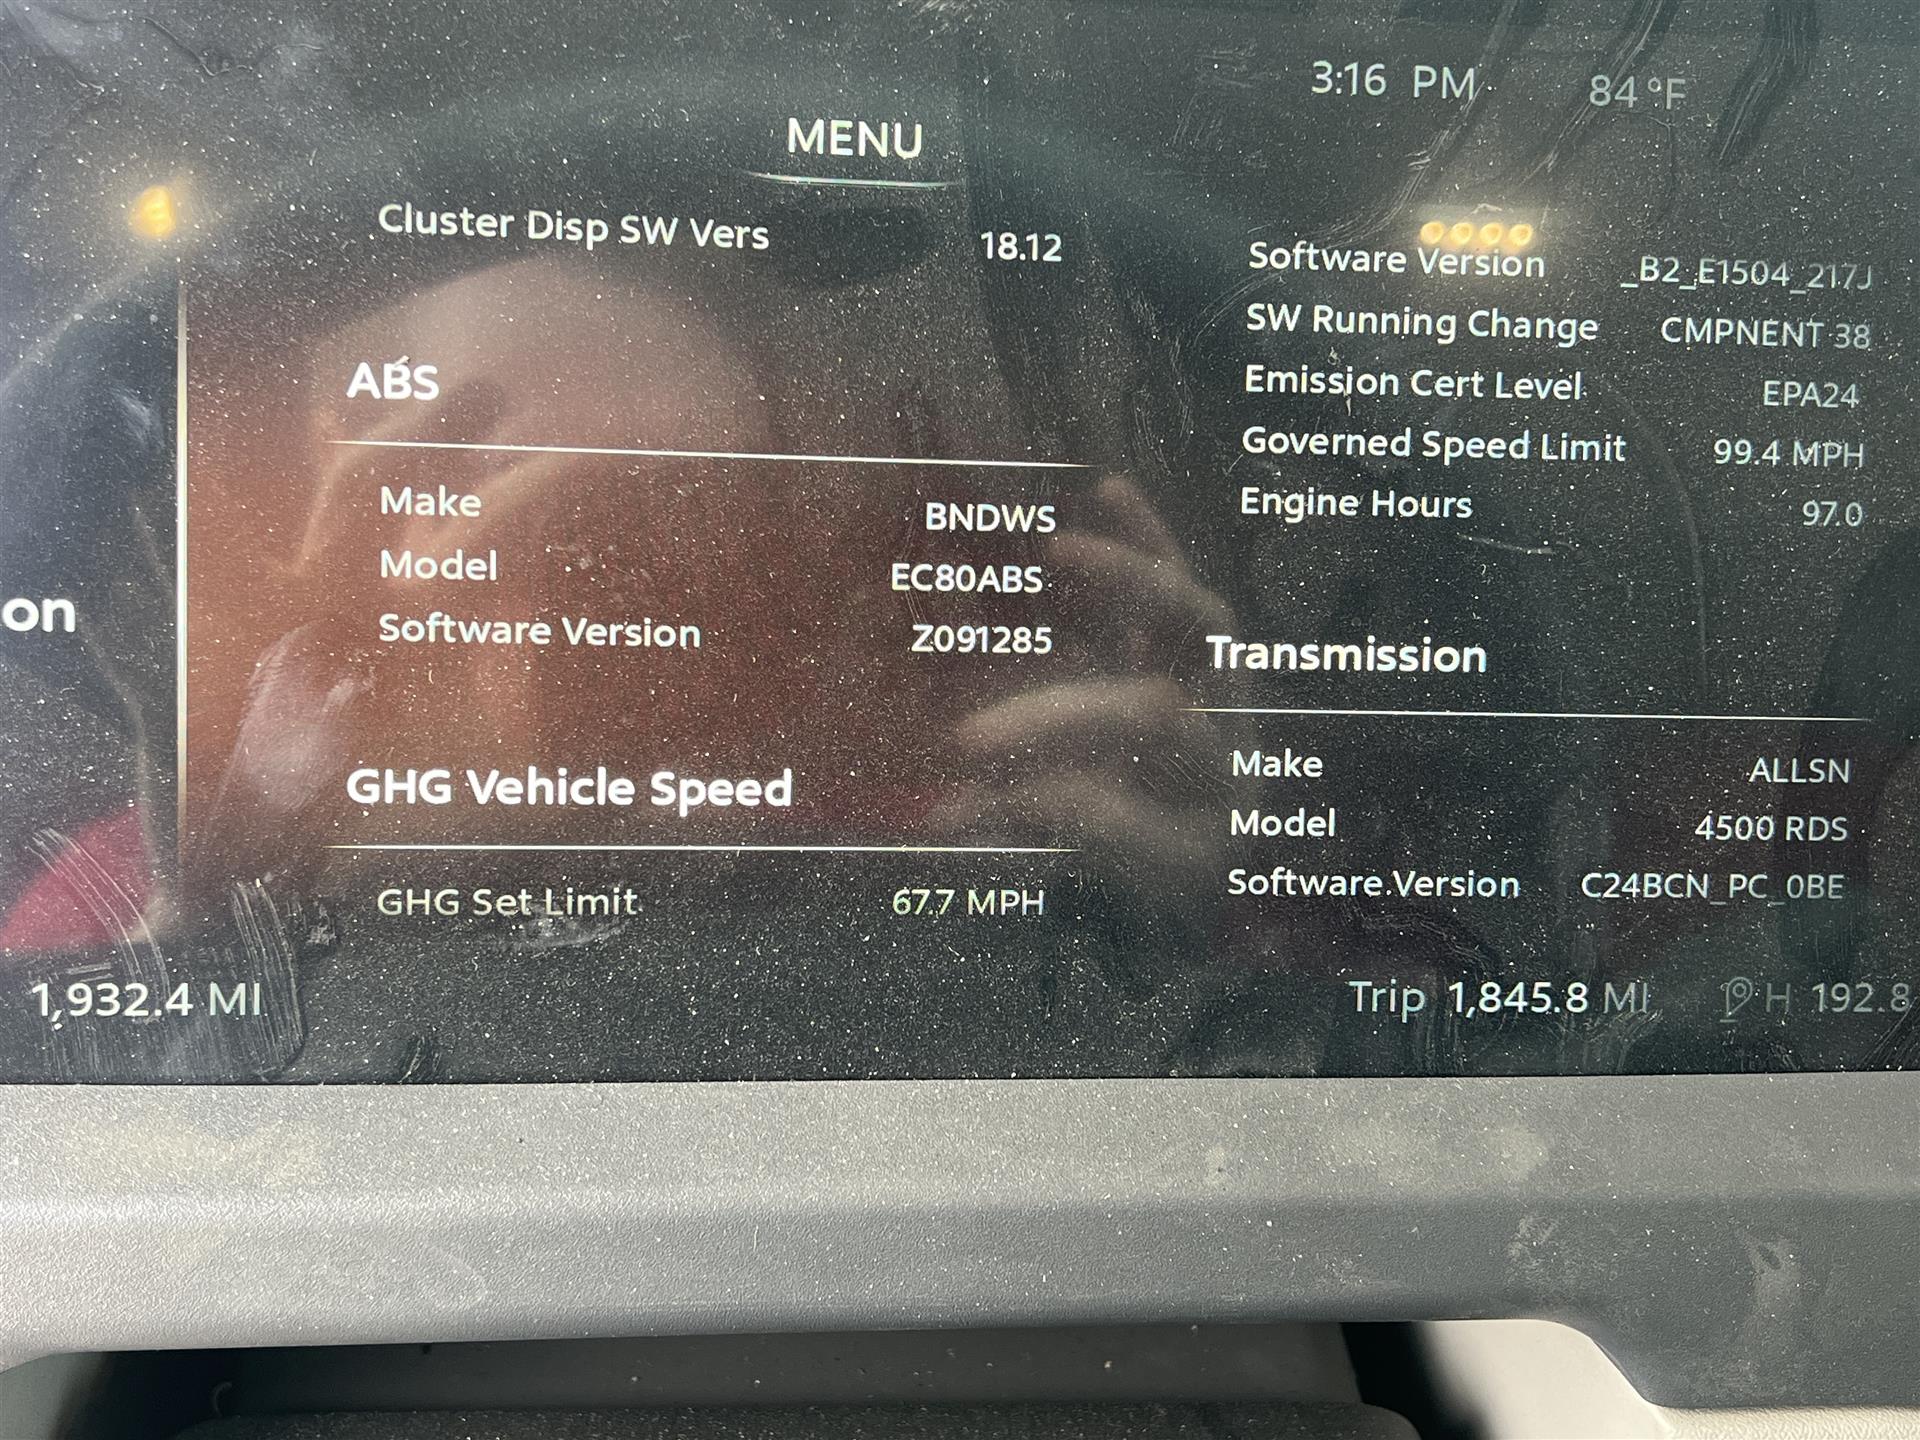 3:16 PM
84°F
MENU
Cluster Disp SW Vers 18.12
ABS
Make BNDWS
Model EC80ABS
Software Version Z091285
GHG Vehicle Speed
GHG Set Limit 67.7 MPH
on
Software Version _B2_E1504_217J
SW Running Change CMPNENT 38
Emission Cert Level EPA24
Governed Speed Limit 99.4 MPH
Engine Hours 97.0
Transmission
Make ALLSN
Model 4500 RDS
Software Version C24BCN_PC_0BE
1,932.4 MI
Trip 1,845.8 MI
H 192.8